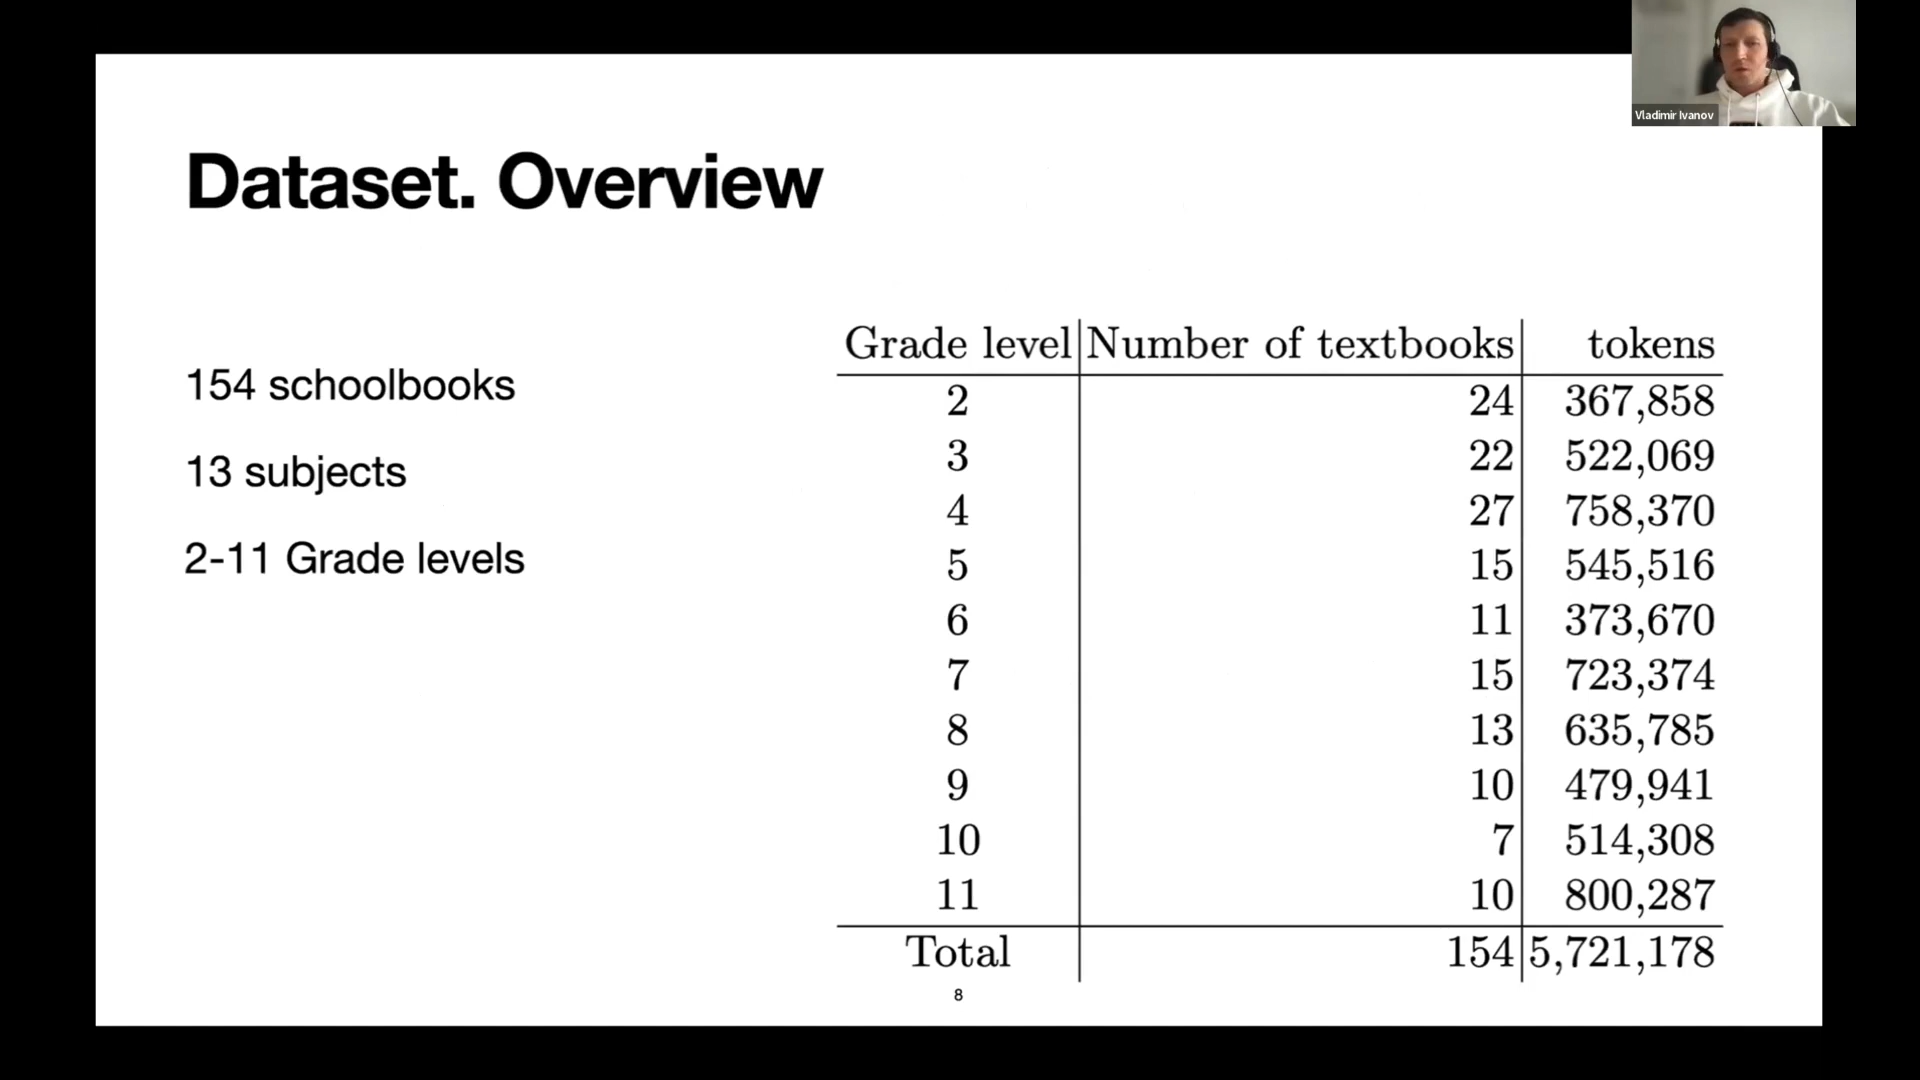 Vladimir Ivanov
Dataset. Overview
154 schoolbooks
13 subjects
2-11 Grade levels
Grade level Number of textbooks tokens
2 24 367,858
3 22 522,069
4 27 758,370
5 15 545,516
6 11 373,670
7 15 723,374
8 13 635,785
9 10 479,941
10 7 514,308
11 10 800,287
Total 154 5,721,178
8